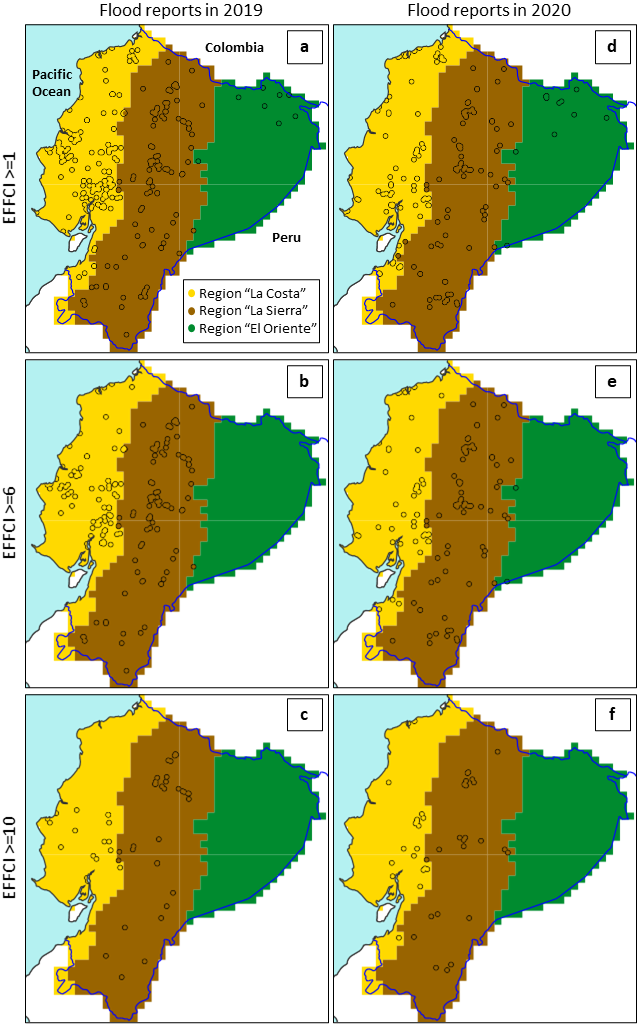 Flood reports in 2019
Flood reports in 2020
EFFCI >=1
Colombia
a
Pacific
Ocean
Peru
Region "La Costa"
Region "La Sierra"
Region "El Oriente"
d
EFFCI >=6
b
e
EFFCI >=10
c
f